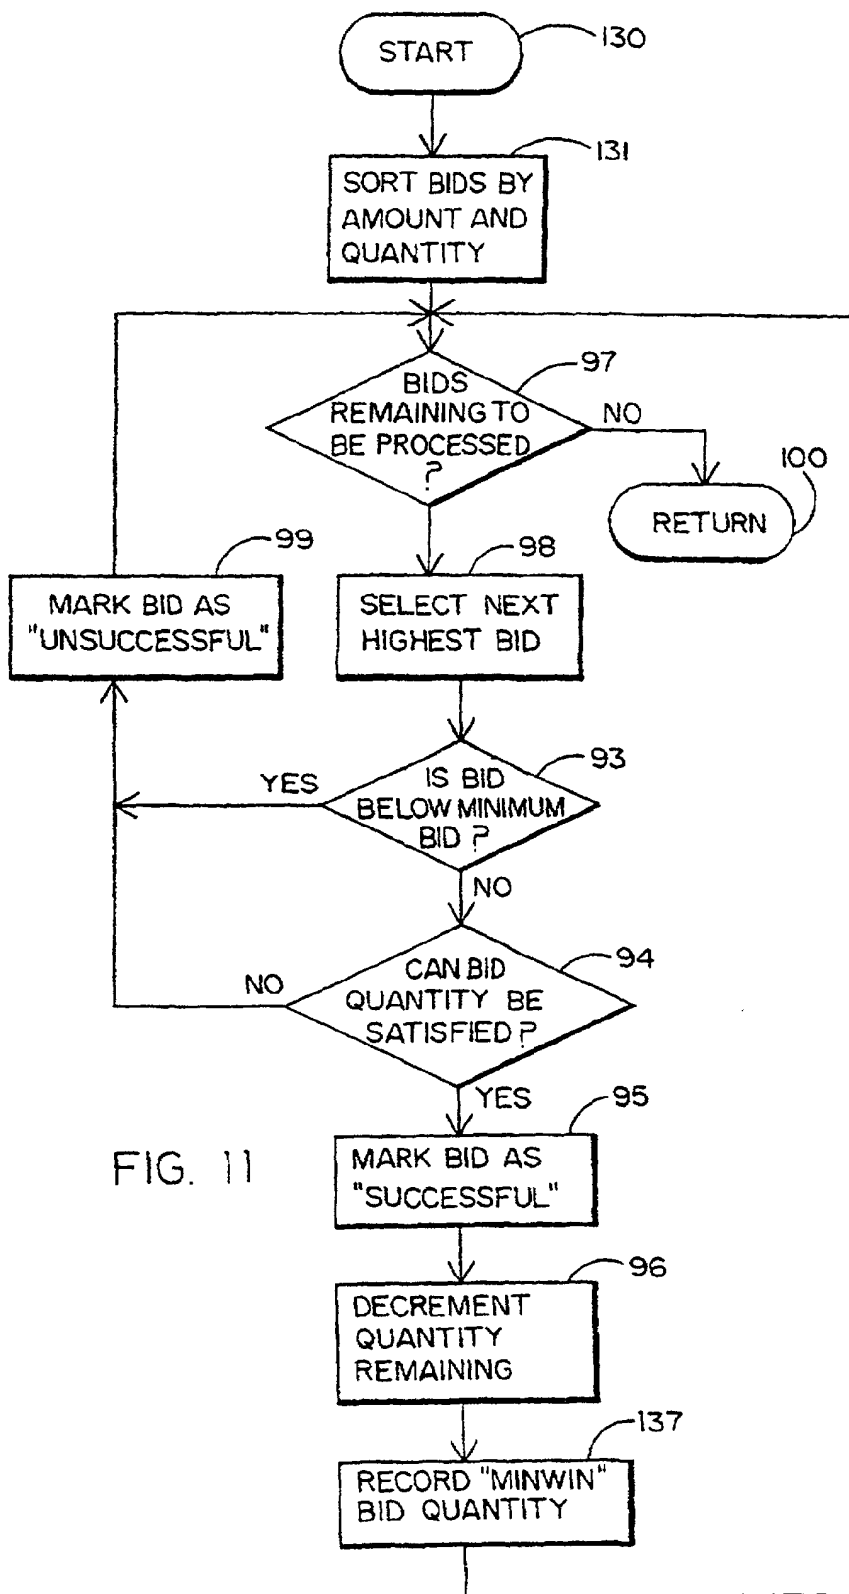 START
130
131
SORT BIDS BY
AMOUNT AND
QUANTITY
97
BIDS
REMAINING TO
BE PROCESSED
?
NO
100
RETURN
99
MARK BID AS
"UNSUCCESSFUL"
98
SELECT NEXT
HIGHEST BID
93
YES
IS BID
BELOW MINIMUM
BID ?
NO
94
NO
CAN BID
QUANTITY BE
SATISFIED ?
YES
95
FIG. 11
MARK BID AS
"SUCCESSFUL"
96
DECREMENT
QUANTITY
REMAINING
137
RECORD "MINWIN"
BID QUANTITY